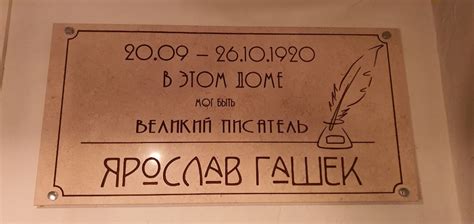 20.09 – 26.10.1920
В ЭТОМ ДОМЕ
МОГ БЫТЬ
ВЕЛИКИЙ ПИСАТЕЛЬ
ЯРОСЛАВ ГАШЕК